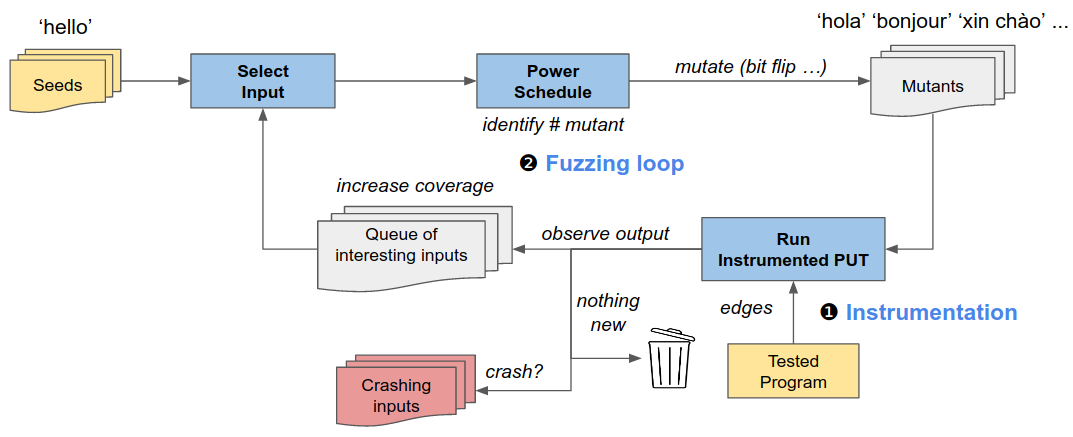 ‘hello’
‘hola’ ‘bonjour’ ‘xin chào’ ...
Seeds
Select
Input
Power
Schedule
mutate (bit flip …)
Mutants
identify # mutant
❷ Fuzzing loop
increase coverage
Queue of
interesting inputs
observe output
Run
Instrumented PUT
nothing
new
edges
❶ Instrumentation
crash?
Crashing
inputs
Tested
Program